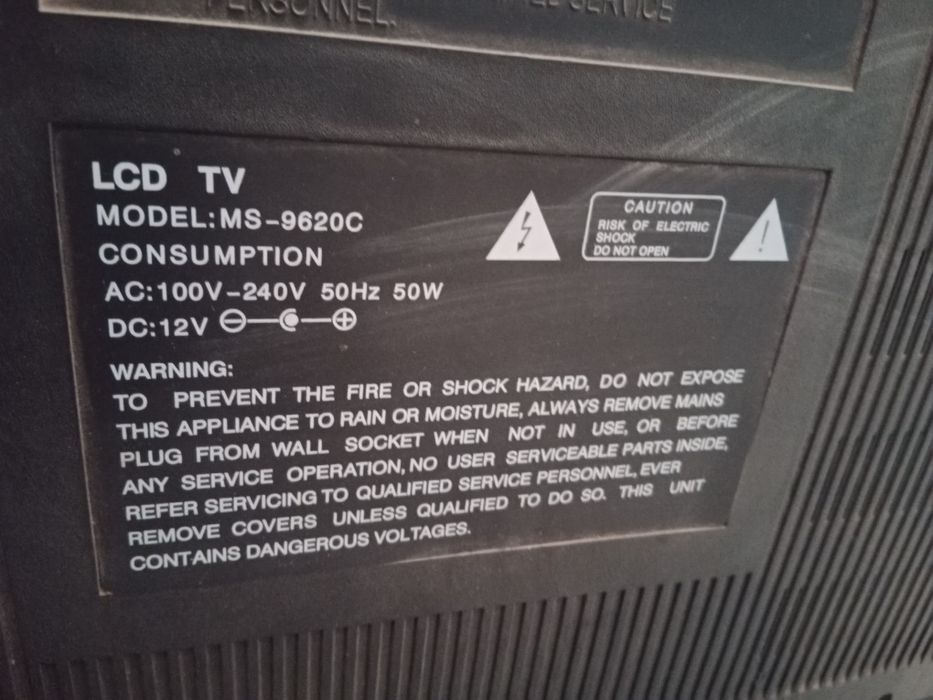 PERSONNEL. SERVICE
LCD TV
MODEL:MS-9620C
CONSUMPTION
AC:100V-240V 50Hz 50W
DC:12V
CAUTION
RISK OF ELECTRIC
SHOCK
DO NOT OPEN
WARNING:
TO PREVENT THE FIRE OR SHOCK HAZARD, DO NOT EXPOSE
THIS APPLIANCE TO RAIN OR MOISTURE, ALWAYS REMOVE MAINS
PLUG FROM WALL SOCKET WHEN NOT IN USE, OR BEFORE
ANY SERVICE OPERATION, NO USER SERVICEABLE PARTS INSIDE,
REFER SERVICING TO QUALIFIED SERVICE PERSONNEL, EVER
REMOVE COVERS UNLESS QUALIFIED TO DO SO. THIS UNIT
CONTAINS DANGEROUS VOLTAGES.